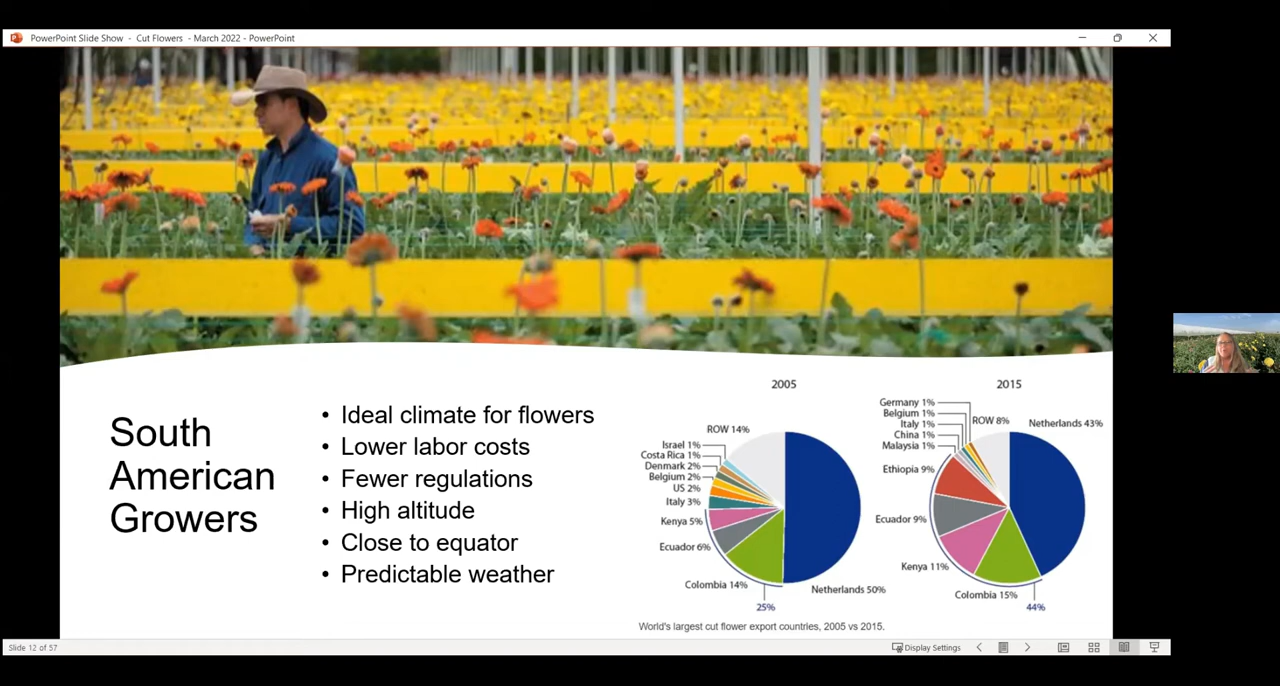 PowerPoint Slide Show - Cut Flowers - March 2022 - PowerPoint
South
American
Growers
• Ideal climate for flowers
• Lower labor costs
• Fewer regulations
• High altitude
• Close to equator
• Predictable weather
2005
ROW 14%
Israel 1%
Costa Rica 1%
Denmark 2%
Belgium 2%
US 2%
Italy 3%
Kenya 5%
Ecuador 6%
Colombia 14%
Netherlands 50%
25%
2015
Germany 1%
Belgium 1%
Italy 1%
China 1%
Malaysia 1%
ROW 8%
Netherlands 43%
Ethiopia 9%
Ecuador 9%
Kenya 11%
Colombia 15%
44%
World's largest cut flower export countries, 2005 vs 2015.
Slide 12 of 57
Display Settings